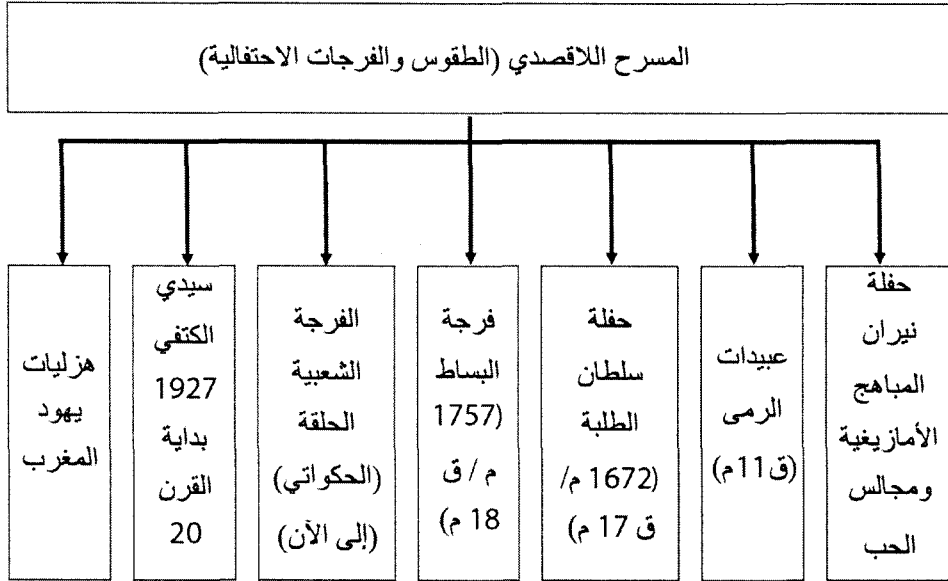 المسرح اللاقصدي (الطقوس والفرجات الاحتفالية)
حفلة
نيران
المباهج
الأمازيغية
ومجالس
الحب
عبيدات
الرمى
(ق11م)
حفلة
سلطان
الطلبة
(1672 م/
ق 17 م)
فرجة
البساط
(1757
م / ق
18 م)
الفرجة
الشعبية
الحلقة
(الحكواتي)
(إلى الآن)
سيدي
الكتفي
1927
بداية
القرن
20
هزليات
يهود
المغرب